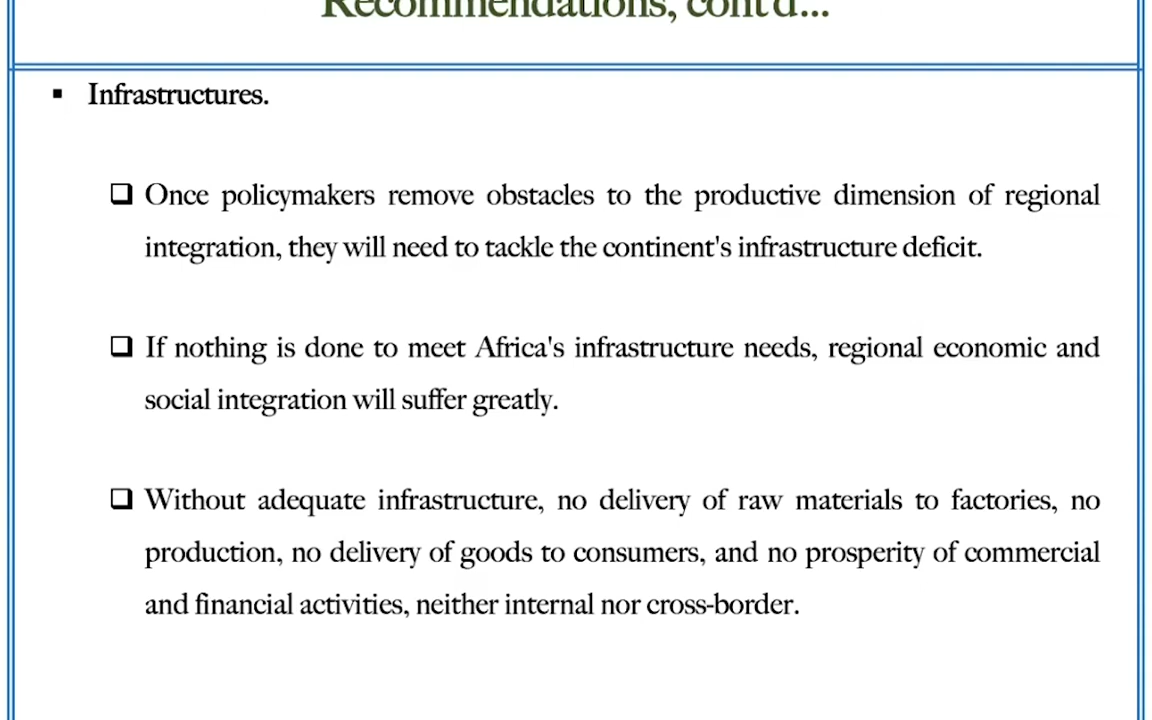 Recommendations, cont'd...
▪ Infrastructures.
❑ Once policymakers remove obstacles to the productive dimension of regional
integration, they will need to tackle the continent's infrastructure deficit.
❑ If nothing is done to meet Africa's infrastructure needs, regional economic and
social integration will suffer greatly.
❑ Without adequate infrastructure, no delivery of raw materials to factories, no
production, no delivery of goods to consumers, and no prosperity of commercial
and financial activities, neither internal nor cross-border.